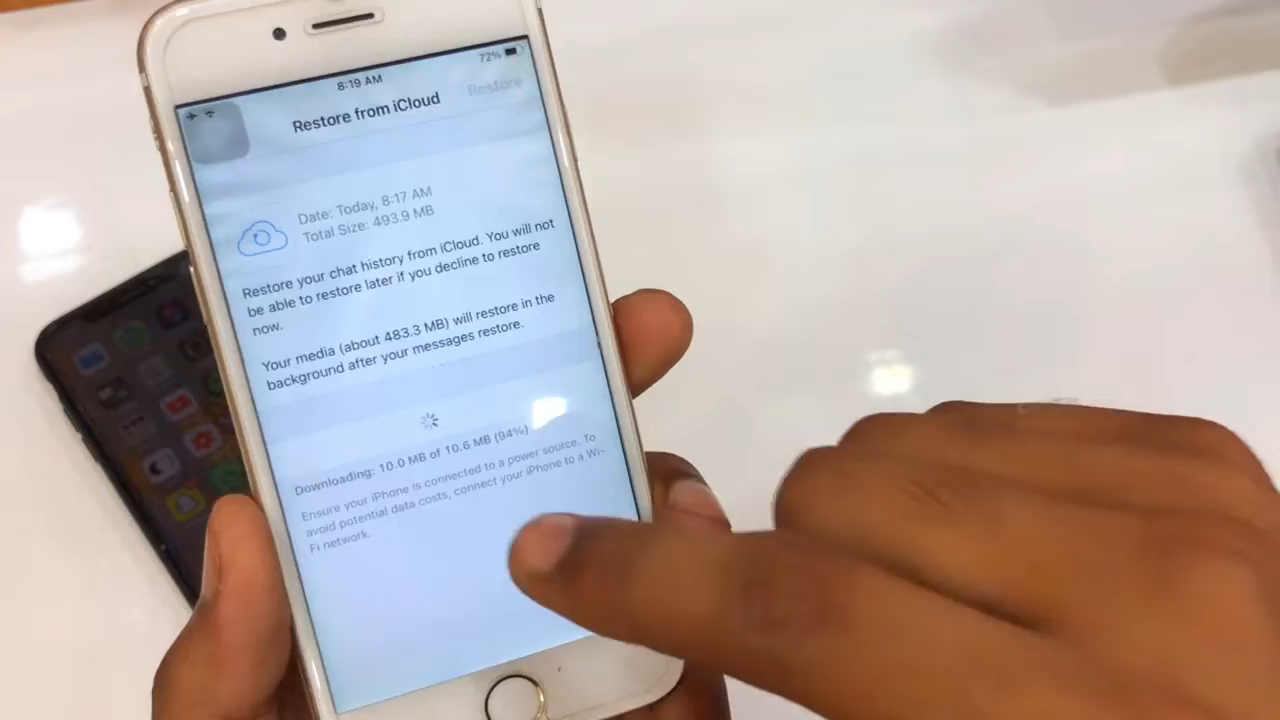 72%
8:19 AM
Restore from iCloud
Restore
Date: Today, 8:17 AM
Total Size: 493.9 MB
Restore your chat history from iCloud. You will not
be able to restore later if you decline to restore
now.
Your media (about 483.3 MB) will restore in the
background after your messages restore.
Downloading: 10.0 MB of 10.6 MB (94%)
Ensure your iPhone is connected to a power source. To
avoid potential data costs, connect your iPhone to a Wi-
Fi network.